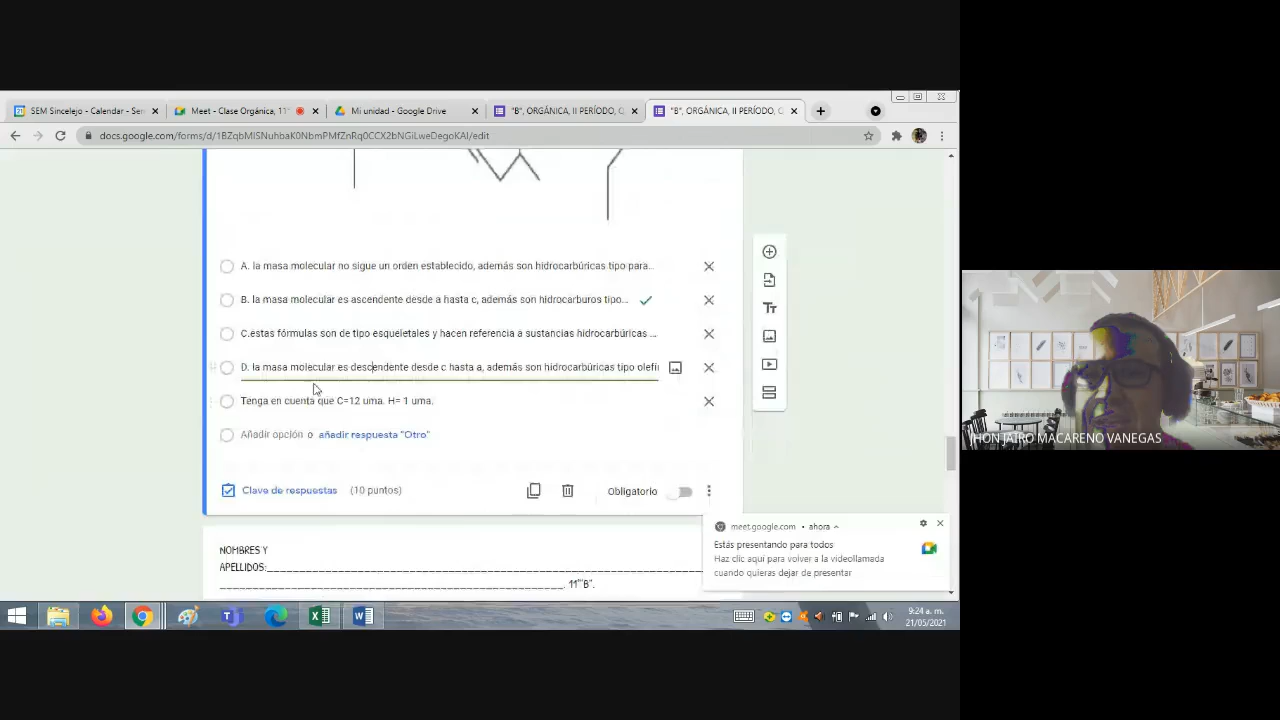 SEM Sincelejo - Calendar - Sen
Meet - Clase Orgánica, 11°
Mi unidad - Google Drive
"B", ORGÁNICA, II PERÍODO, Q
"B", ORGÁNICA, II PERÍODO, Q
docs.google.com/forms/d/1BZqbMlSNuhbaK0NbmPMfZnRq0CCX2bNGiLweDegoKAI/edit
A. la masa molecular no sigue un orden establecido, además son hidrocarbúricas tipo para...
B. la masa molecular es ascendente desde a hasta c, además son hidrocarburos tipo...
C.estas fórmulas son de tipo esqueletales y hacen referencia a sustancias hidrocarbúricas ...
D. la masa molecular es descendente desde c hasta a, además son hidrocarbúricas tipo olefi
Tenga en cuenta que C=12 uma. H= 1 uma.
Añadir opción o añadir respuesta "Otro"
Clave de respuestas (10 puntos)
Obligatorio
NOMBRES Y
APELLIDOS:
11°"B".
meet.google.com • ahora
Estás presentando para todos
Haz clic aquí para volver a la videollamada
cuando quieras dejar de presentar
9:24 a. m.
21/05/2021
JHON JAIRO MACARENO VANEGAS